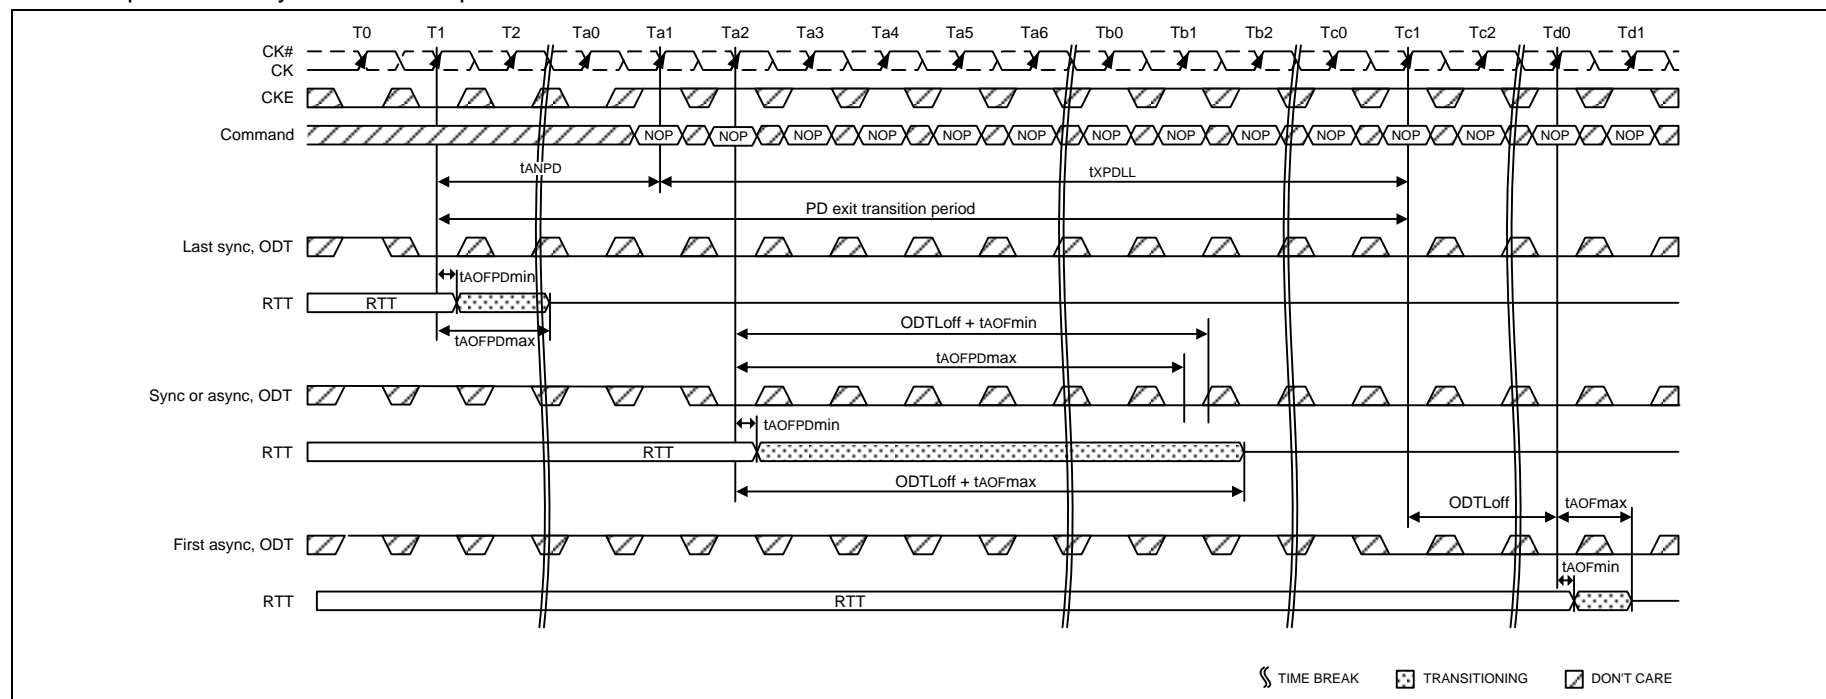 T0 T1 T2 Ta0 Ta1 Ta2 Ta3 Ta4 Ta5 Ta6 Tb0 Tb1 Tb2 Tc0 Tc1 Tc2 Td0 Td1
CK#
CK
CKE
Command NOP NOP NOP NOP NOP NOP NOP NOP NOP NOP NOP NOP NOP NOP
tANPD tXPDLL
PD exit transition period
Last sync, ODT
tAOFPDmin
RTT RTT
tAOFPDmax
ODTLoff + tAOFmin
tAOFPDmax
Sync or async, ODT
tAOFPDmin
RTT RTT
ODTLoff + tAOFmax
ODTLoff tAOFmax
First async, ODT
tAOFmin
RTT RTT
TIME BREAK TRANSITIONING DON'T CARE